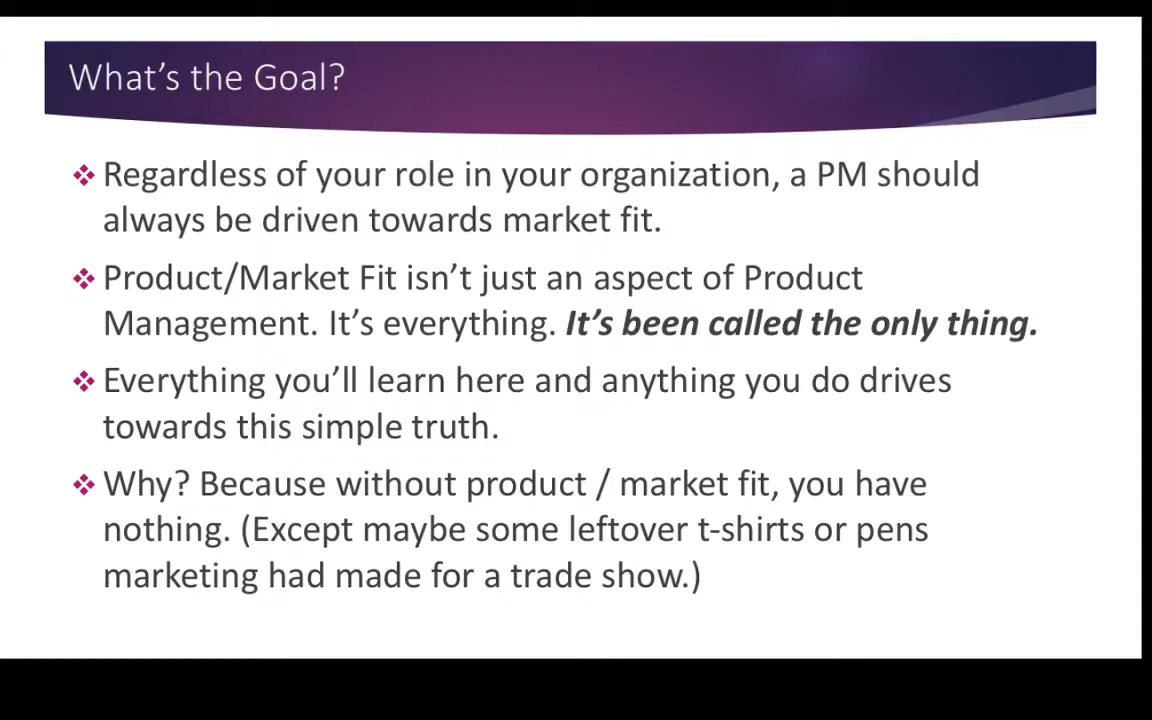 What’s the Goal?
Regardless of your role in your organization, a PM should
always be driven towards market fit.
Product/Market Fit isn’t just an aspect of Product
Management. It’s everything. It’s been called the only thing.
Everything you’ll learn here and anything you do drives
towards this simple truth.
Why? Because without product / market fit, you have
nothing. (Except maybe some leftover t-shirts or pens
marketing had made for a trade show.)